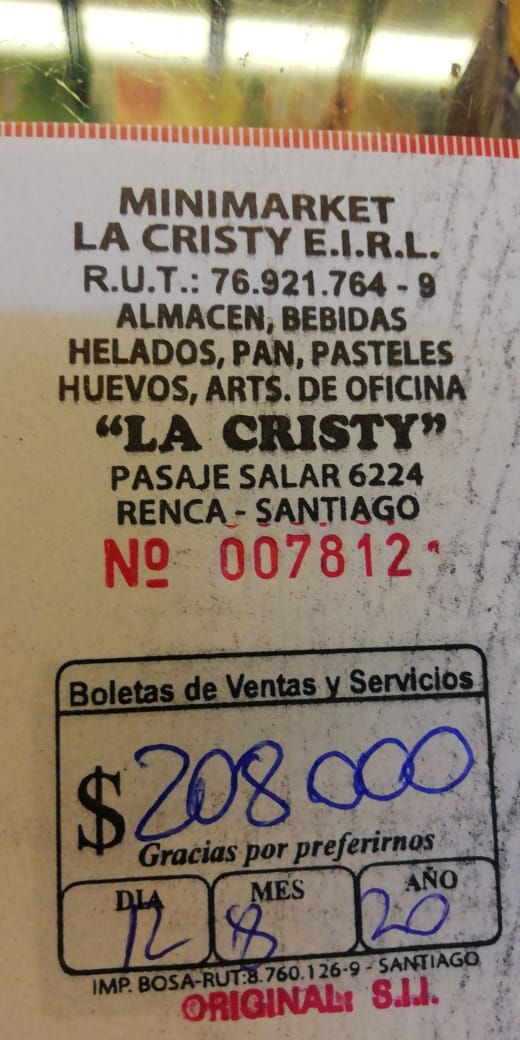 MINIMARKET
LA CRISTY E.I.R.L.
R.U.T.: 76.921.764 - 9
ALMACEN, BEBIDAS
HELADOS, PAN, PASTELES
HUEVOS, ARTS. DE OFICINA
“LA CRISTY”
PASAJE SALAR 6224
RENCA - SANTIAGO
Nº 007812
Boletas de Ventas y Servicios
$ 208000
Gracias por preferirnos
DIA MES AÑO
12 8 20
IMP. BOSA-RUT:8.760.126-9 - SANTIAGO
ORIGINAL: S.I.I.